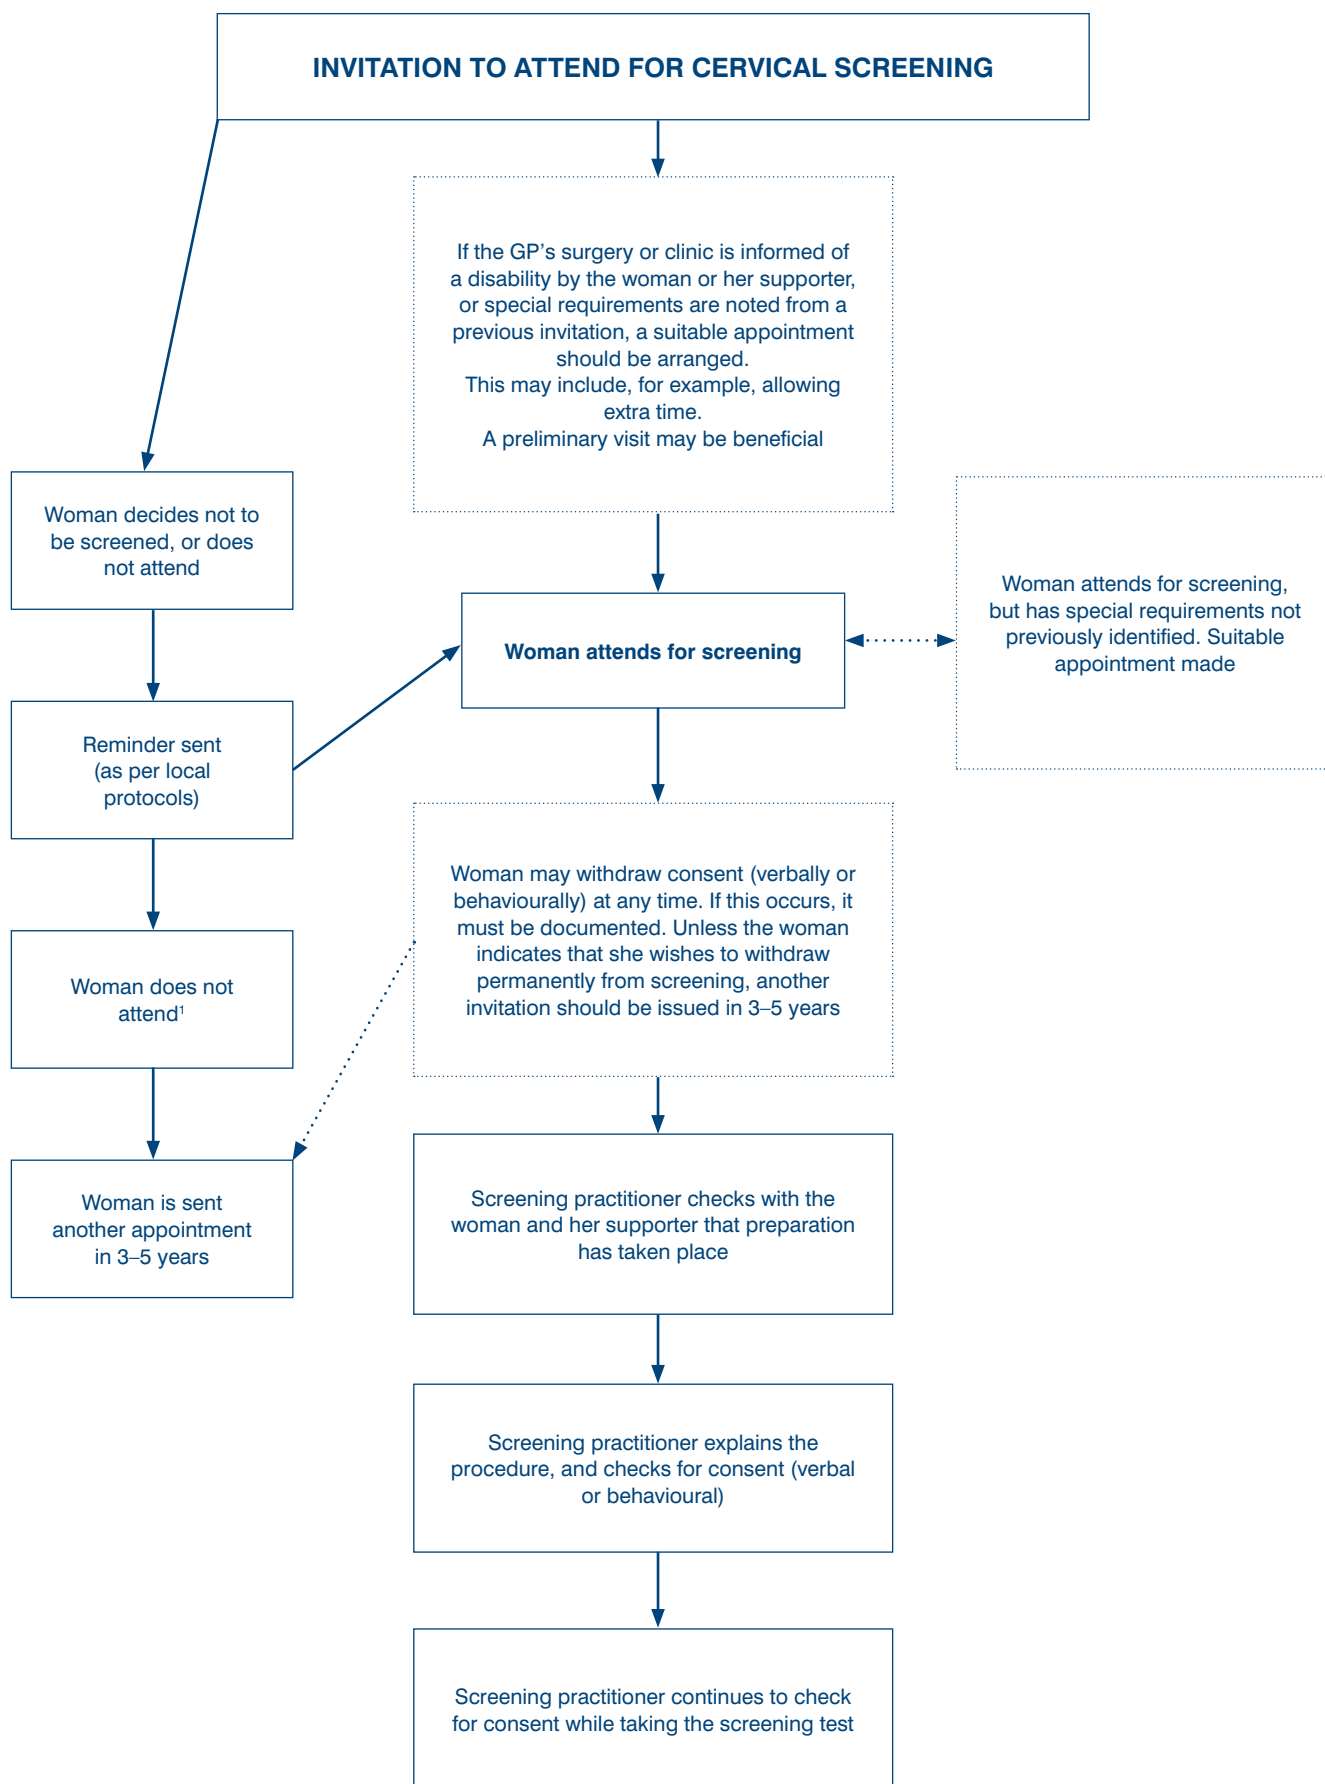 INVITATION TO ATTEND FOR CERVICAL SCREENING
If the GP’s surgery or clinic is informed of
a disability by the woman or her supporter,
or special requirements are noted from a
previous invitation, a suitable appointment
should be arranged.
This may include, for example, allowing
extra time.
A preliminary visit may be beneficial
Woman decides not to
be screened, or does
not attend
Woman attends for screening,
but has special requirements not
previously identified. Suitable
appointment made
Woman attends for screening
Reminder sent
(as per local
protocols)
Woman may withdraw consent (verbally or
behaviourally) at any time. If this occurs, it
must be documented. Unless the woman
indicates that she wishes to withdraw
permanently from screening, another
invitation should be issued in 3–5 years
Woman does not
attend¹
Woman is sent
another appointment
in 3–5 years
Screening practitioner checks with the
woman and her supporter that preparation
has taken place
Screening practitioner explains the
procedure, and checks for consent (verbal
or behavioural)
Screening practitioner continues to check
for consent while taking the screening test